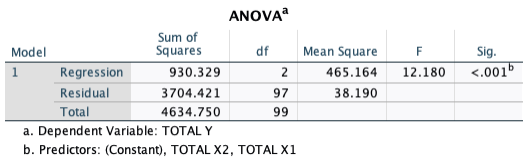 ANOVAa
Model Sum of Squares df Mean Square F Sig.
1 Regression 930.329 2 465.164 12.180 <.001b
Residual 3704.421 97 38.190
Total 4634.750 99
a. Dependent Variable: TOTAL Y
b. Predictors: (Constant), TOTAL X2, TOTAL X1